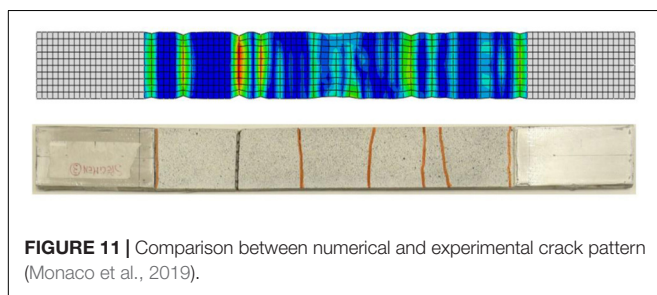 FIGURE 11 | Comparison between numerical and experimental crack pattern
(Monaco et al., 2019).